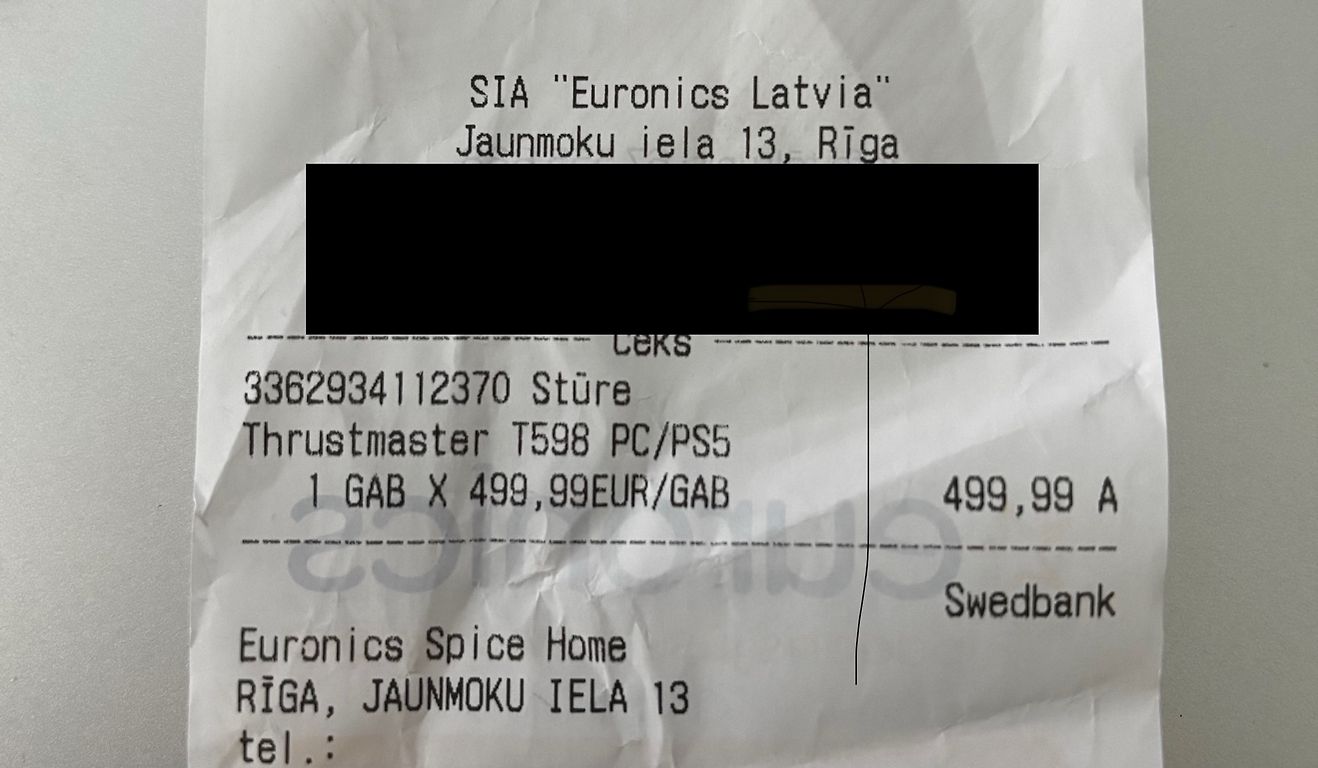 SIA "Euronics Latvia"
Jaunmoku iela 13, Rīga
Čeks
3362934112370 Stūre
Thrustmaster T598 PC/PS5
1 GAB X 499,99EUR/GAB 499,99 A
euronics
Swedbank
Euronics Spice Home
RĪGA, JAUNMOKU IELA 13
tel.: